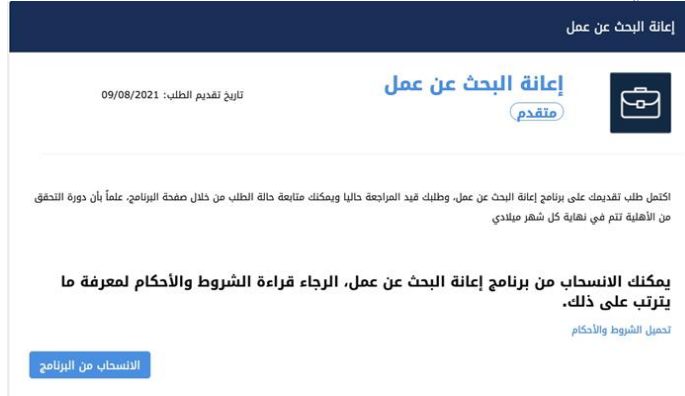 إعانة البحث عن عمل
إعانة البحث عن عمل
متقدم
تاريخ تقديم الطلب: 09/08/2021
اكتمل طلب تقديمك على برنامج إعانة البحث عن عمل، وطلبك قيد المراجعة حاليا ويمكنك متابعة حالة الطلب من خلال صفحة البرنامج، علماً بأن دورة التحقق
من الأهلية تتم في نهاية كل شهر ميلادي
يمكنك الانسحاب من برنامج إعانة البحث عن عمل، الرجاء قراءة الشروط والأحكام لمعرفة ما
يترتب على ذلك.
تحميل الشروط والأحكام
الانسحاب من البرنامج